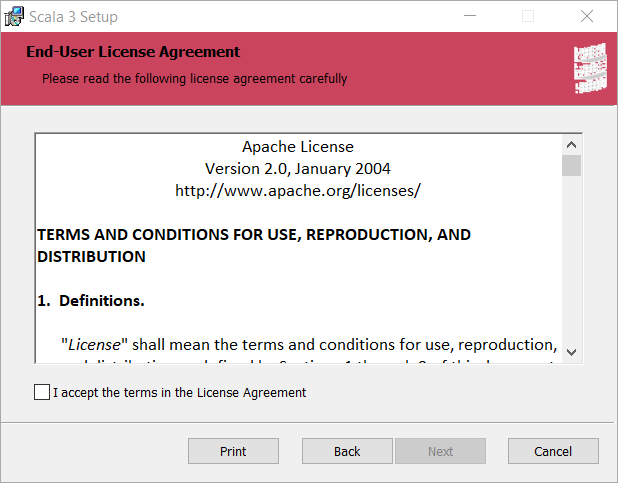 Scala 3 Setup
End-User License Agreement
Please read the following license agreement carefully
Apache License
Version 2.0, January 2004
http://www.apache.org/licenses/
TERMS AND CONDITIONS FOR USE, REPRODUCTION, AND
DISTRIBUTION
1. Definitions.
"License" shall mean the terms and conditions for use, reproduction,
I accept the terms in the License Agreement
Print
Back
Next
Cancel